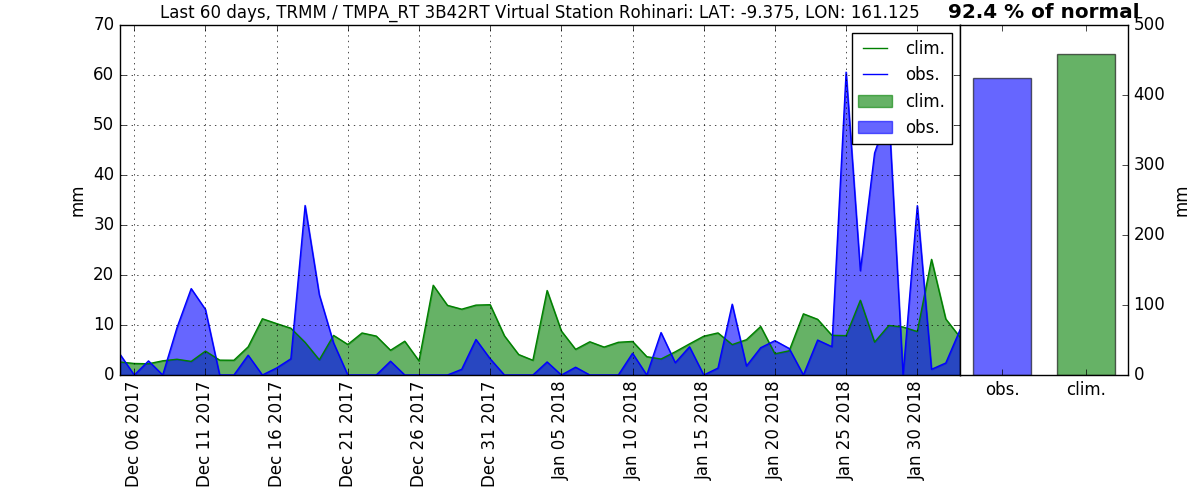 Last 60 days, TRMM / TMPA_RT 3B42RT Virtual Station Rohinari: LAT: -9.375, LON: 161.125
92.4 % of normal
70
60
50
40
30
20
10
0
mm
clim.
obs.
clim.
obs.
Dec 06 2017
Dec 11 2017
Dec 16 2017
Dec 21 2017
Dec 26 2017
Dec 31 2017
Jan 05 2018
Jan 10 2018
Jan 15 2018
Jan 20 2018
Jan 25 2018
Jan 30 2018
obs.
clim.
500
400
300
200
100
0
mm